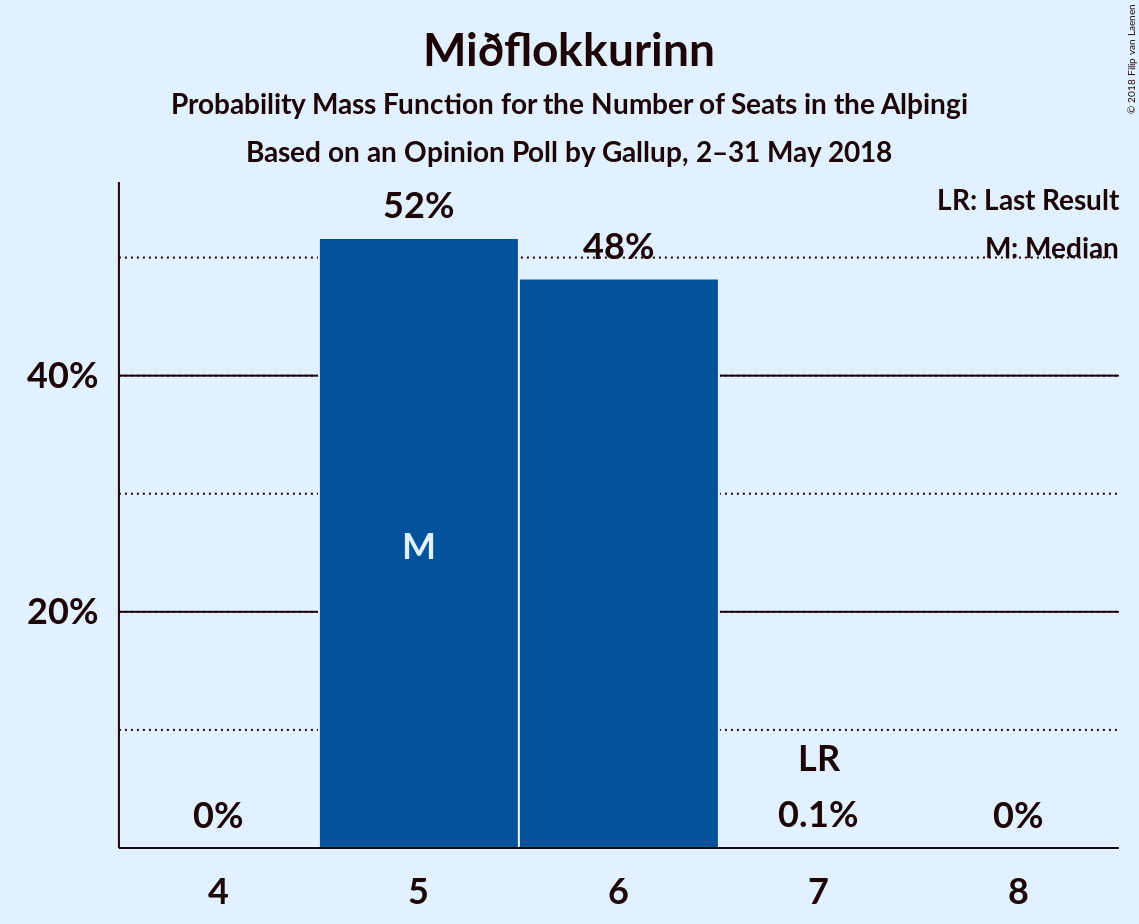 Miðflokkurinn
Probability Mass Function for the Number of Seats in the Alþingi
Based on an Opinion Poll by Gallup, 2–31 May 2018
© 2018 Filip van Laenen
LR: Last Result
M: Median
52%
48%
40%
M
20%
LR
0%
0.1%
0%
4
5
6
7
8